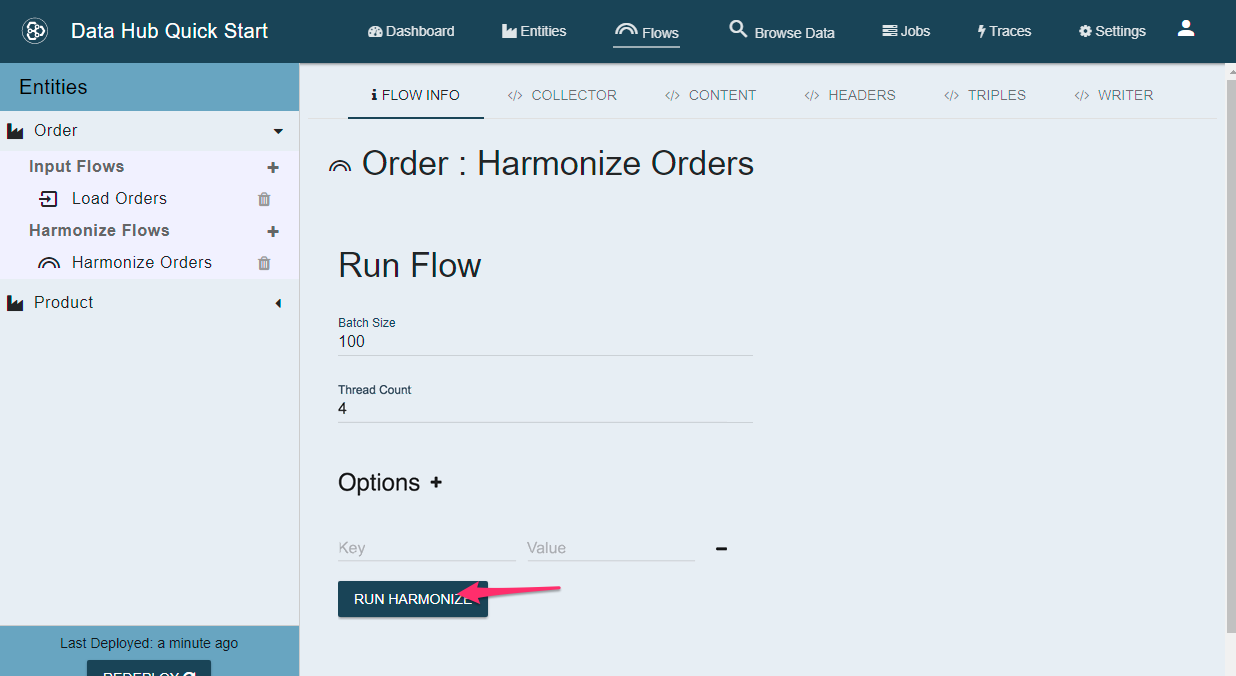 Data Hub Quick Start
Dashboard Entities Flows Browse Data Jobs Traces Settings
Entities
Order
Input Flows +
Load Orders
Harmonize Flows +
Harmonize Orders
Product
Last Deployed: a minute ago
REDEPLOY
i FLOW INFO </> COLLECTOR </> CONTENT </> HEADERS </> TRIPLES </> WRITER
Order : Harmonize Orders
Run Flow
Batch Size
100
Thread Count
4
Options +
Key Value
RUN HARMONIZE